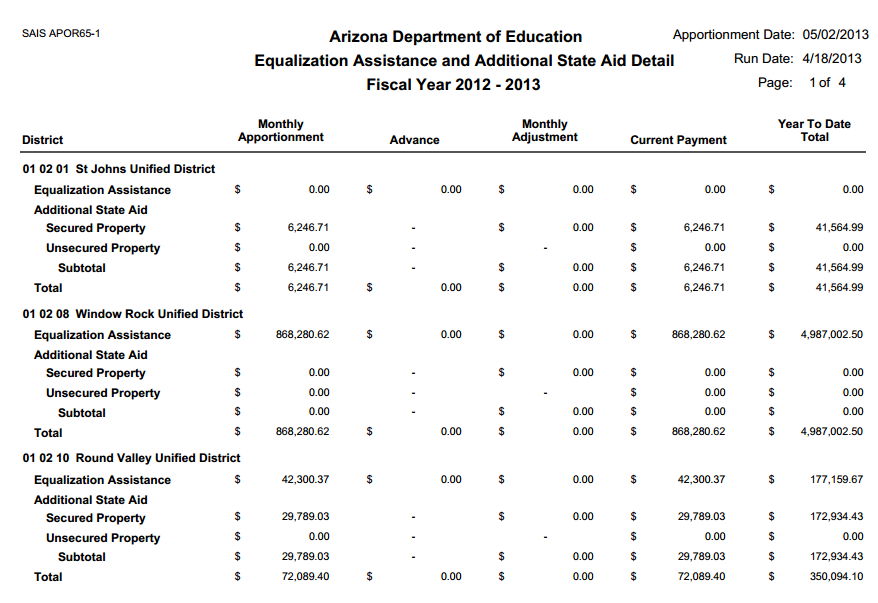 SAIS APOR65-1
Arizona Department of Education
Apportionment Date: 05/02/2013
Equalization Assistance and Additional State Aid Detail
Run Date: 4/18/2013
Fiscal Year 2012 - 2013
Page: 1 of 4
District Monthly Apportionment Advance Monthly Adjustment Current Payment Year To Date Total
01 02 01 St Johns Unified District
Equalization Assistance $ 0.00 $ 0.00 $ 0.00 $ 0.00 $ 0.00
Additional State Aid
Secured Property $ 6,246.71 - $ 0.00 $ 6,246.71 $ 41,564.99
Unsecured Property $ 0.00 - - $ 0.00 $ 0.00
Subtotal $ 6,246.71 - $ 0.00 $ 6,246.71 $ 41,564.99
Total $ 6,246.71 $ 0.00 $ 0.00 $ 6,246.71 $ 41,564.99
01 02 08 Window Rock Unified District
Equalization Assistance $ 868,280.62 $ 0.00 $ 0.00 $ 868,280.62 $ 4,987,002.50
Additional State Aid
Secured Property $ 0.00 - $ 0.00 $ 0.00 $ 0.00
Unsecured Property $ 0.00 - - $ 0.00 $ 0.00
Subtotal $ 0.00 - $ 0.00 $ 0.00 $ 0.00
Total $ 868,280.62 $ 0.00 $ 0.00 $ 868,280.62 $ 4,987,002.50
01 02 10 Round Valley Unified District
Equalization Assistance $ 42,300.37 $ 0.00 $ 0.00 $ 42,300.37 $ 177,159.67
Additional State Aid
Secured Property $ 29,789.03 - $ 0.00 $ 29,789.03 $ 172,934.43
Unsecured Property $ 0.00 - - $ 0.00 $ 0.00
Subtotal $ 29,789.03 - $ 0.00 $ 29,789.03 $ 172,934.43
Total $ 72,089.40 $ 0.00 $ 0.00 $ 72,089.40 $ 350,094.10